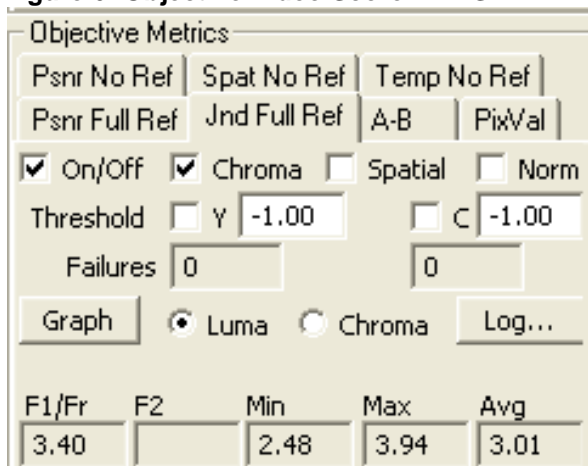 Objective Metrics
Psnr No Ref Spat No Ref Temp No Ref
Psnr Full Ref Jnd Full Ref A-B PixVal
On/Off Chroma Spatial Norm
Threshold Y -1.00 C -1.00
Failures 0 0
Graph Luma Chroma Log...
F1/Fr F2 Min Max Avg
3.40 2.48 3.94 3.01